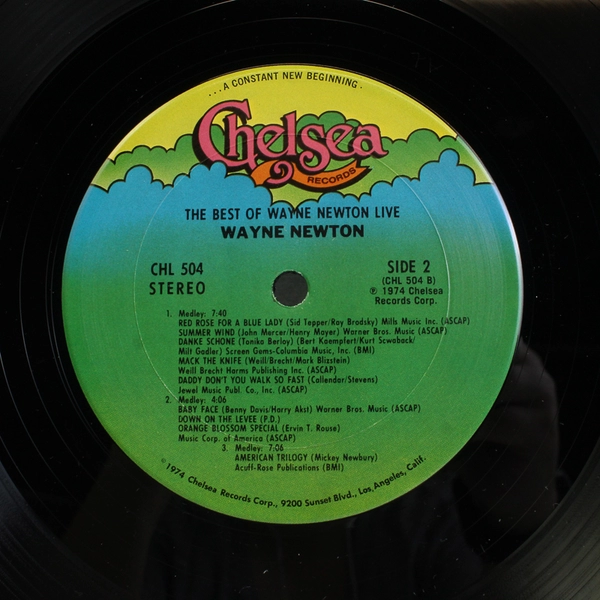 ...A CONSTANT NEW BEGINNING.
Chelsea
RECORDS
THE BEST OF WAYNE NEWTON LIVE
WAYNE NEWTON
CHL 504
STEREO
SIDE 2
(CHL 504 B)
℗ 1974 Chelsea
Records Corp.
1. Medley: 7:40
RED ROSE FOR A BLUE LADY (Sid Tepper/Roy Brodsky) Mills Music Inc. (ASCAP)
SUMMER WIND (John Mercer/Henry Mayer) Warner Bros. Music (ASCAP)
DANKE SCHONE (Tonika Berlay) (Bert Kaempfert/Kurt Scwaback/
Milt Gadler) Screen Gems-Columbia Music, Inc. (BMI)
MACK THE KNIFE (Weill/Brecht/Mark Blizstein)
Weill Brecht Harms Publishing Inc. (ASCAP)
DADDY DON'T YOU WALK SO FAST (Callendar/Stevens)
Jewel Music Publ. Co., Inc. (ASCAP)
2. Medley: 4:06
BABY FACE (Benny Davis/Harry Akst) Warner Bros. Music (ASCAP)
DOWN ON THE LEVEE (P.D.)
ORANGE BLOSSOM SPECIAL (Ervin T. Rouse)
Music Corp. of America (ASCAP)
3. Medley: 7:06
AMERICAN TRILOGY (Mickey Newbury)
Acuff-Rose Publications (BMI)
©1974 Chelsea Records Corp., 9200 Sunset Blvd., Los Angeles, Calif.